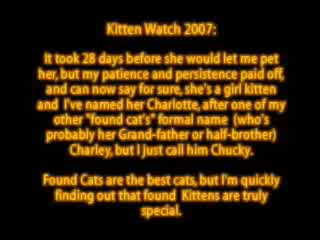 Kitten Watch 2007:
It took 28 days before she would let me pet
her, but my patience and persistence paid off,
and can now say for sure, she's a girl kitten
and I've named her Charlotte, after one of my
other "found cat's" formal name (who's
probably her Grand-father or half-brother)
Charley, but I just call him Chucky.
Found Cats are the best cats, but I'm quickly
finding out that found Kittens are truly
special.